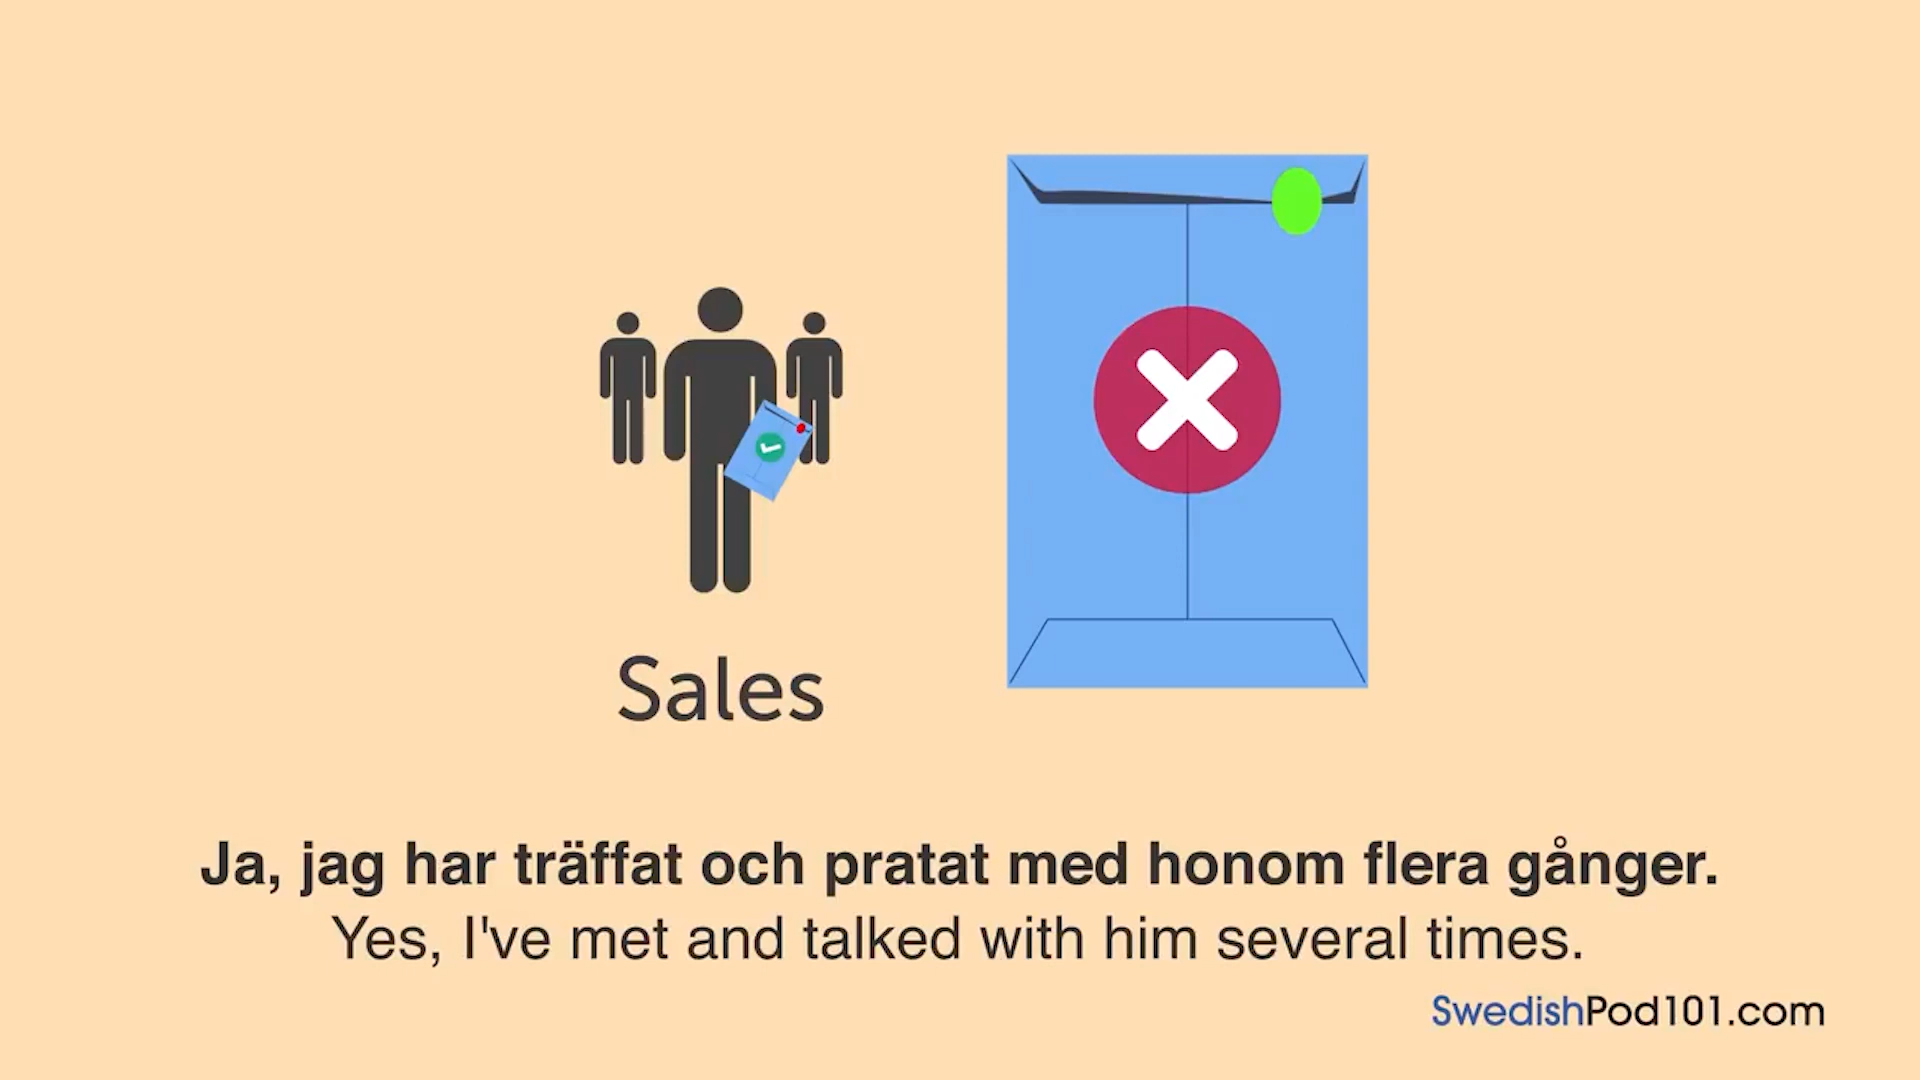 Sales
Ja, jag har träffat och pratat med honom flera gånger.
Yes, I've met and talked with him several times.
SwedishPod101.com